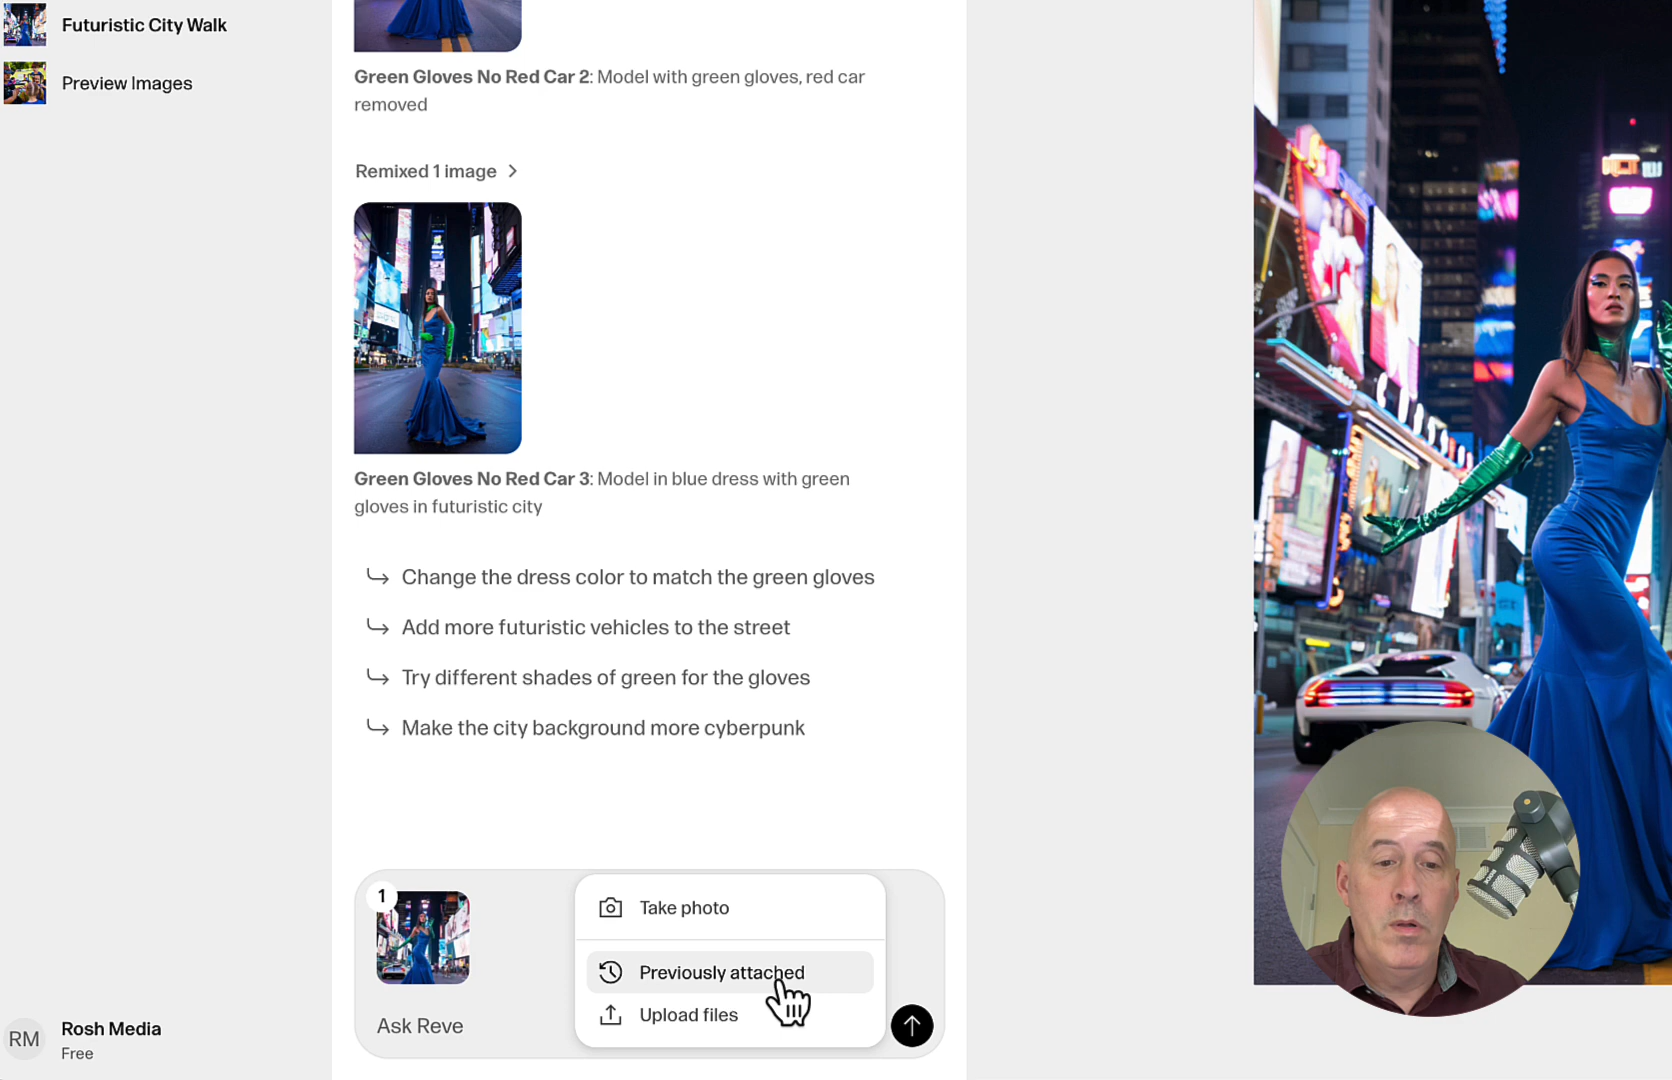 Futuristic City Walk
Preview Images
Green Gloves No Red Car 2: Model with green gloves, red car
removed
Remixed 1 image
Green Gloves No Red Car 3: Model in blue dress with green
gloves in futuristic city
Change the dress color to match the green gloves
Add more futuristic vehicles to the street
Try different shades of green for the gloves
Make the city background more cyberpunk
1
Take photo
Previously attached
Upload files
Ask Reve
RM
Rosh Media
Free